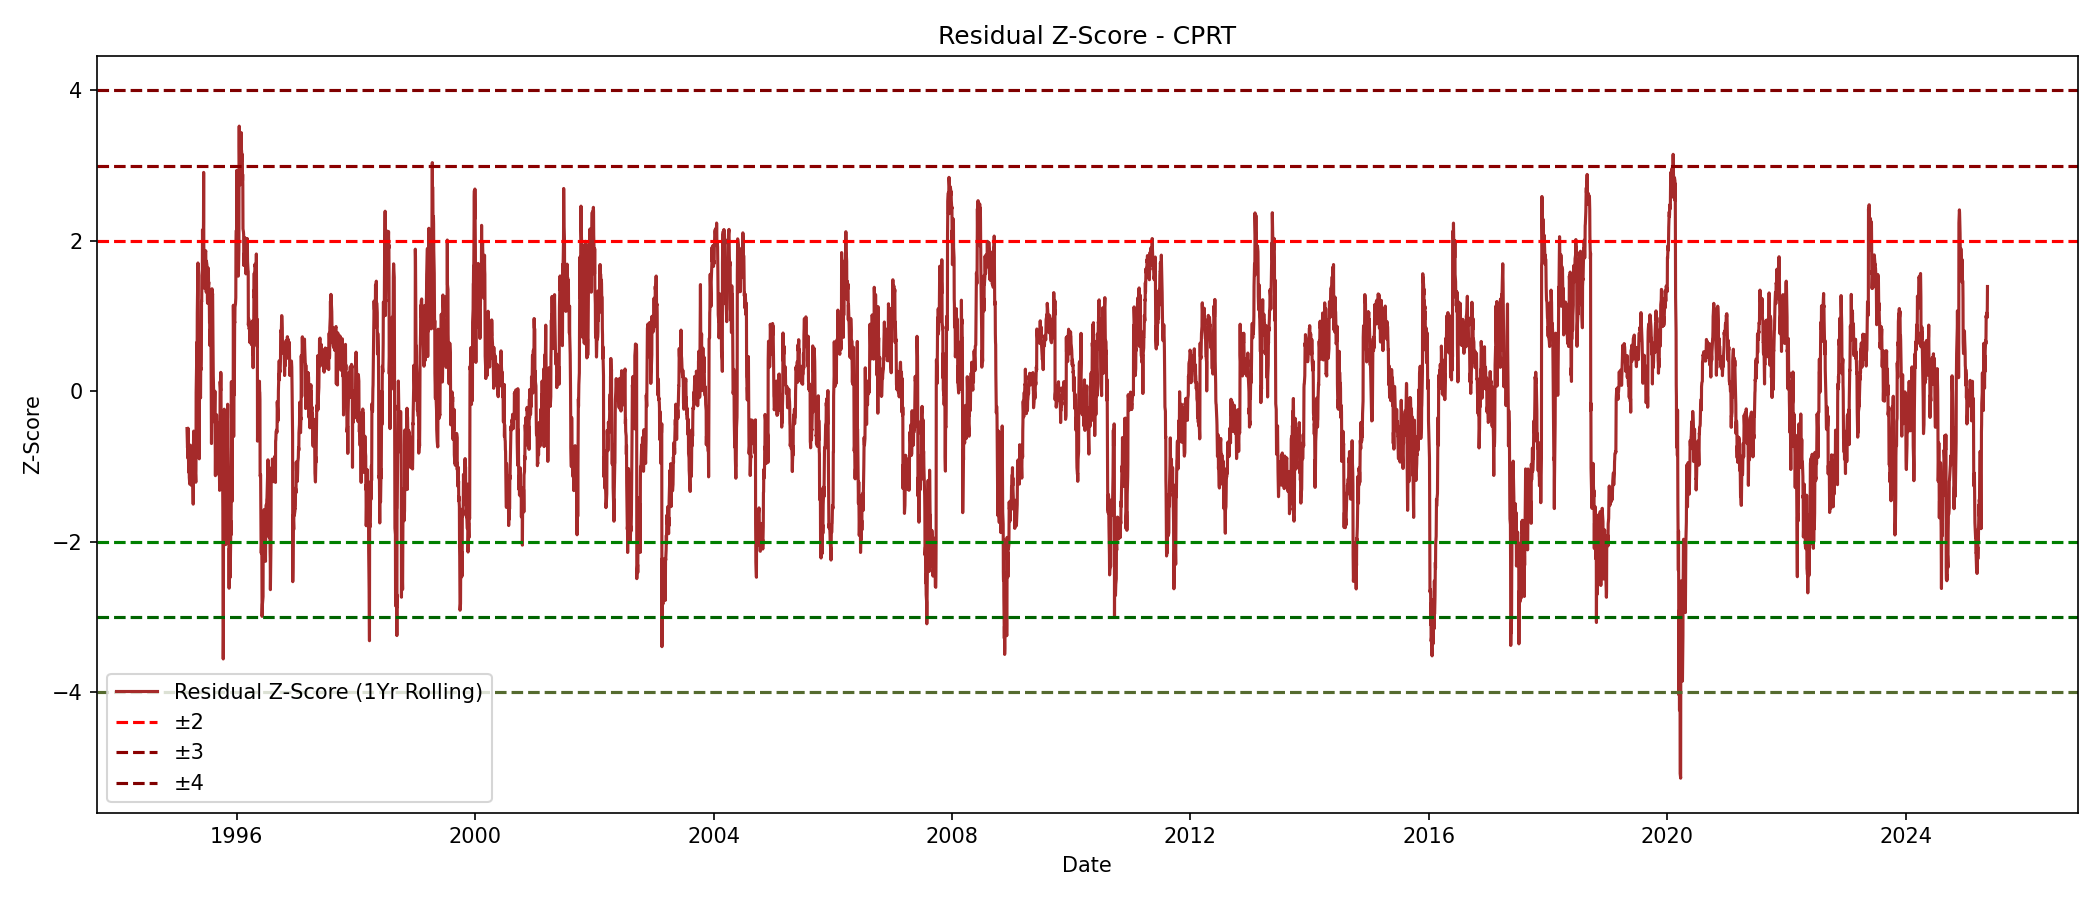 Residual Z-Score - CPRT
Z-Score
4
2
0
−2
−4
Residual Z-Score (1Yr Rolling)
±2
±3
±4
1996 2000 2004 2008 2012 2016 2020 2024
Date